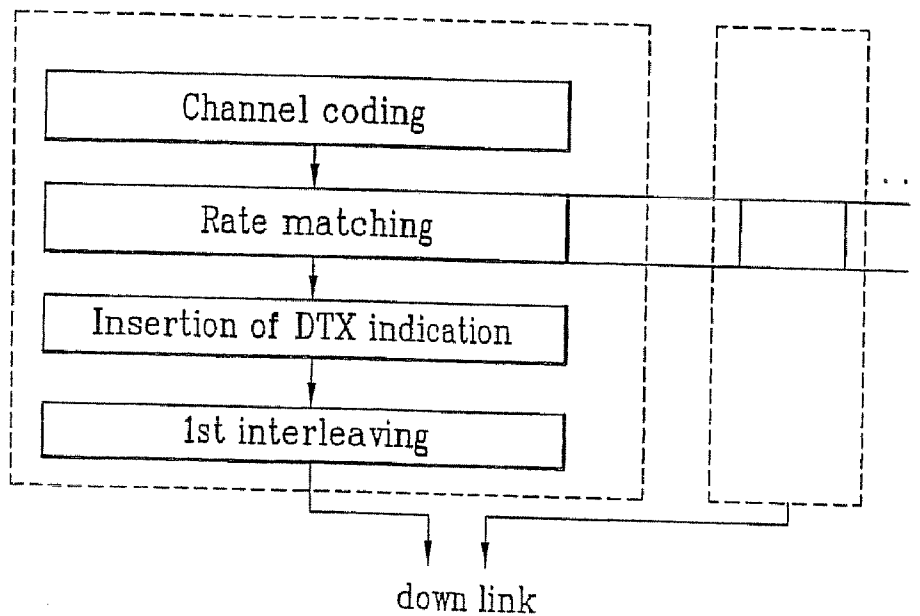 Channel coding
. .
Rate matching
Insertion of DTX indication
1st interleaving
down link